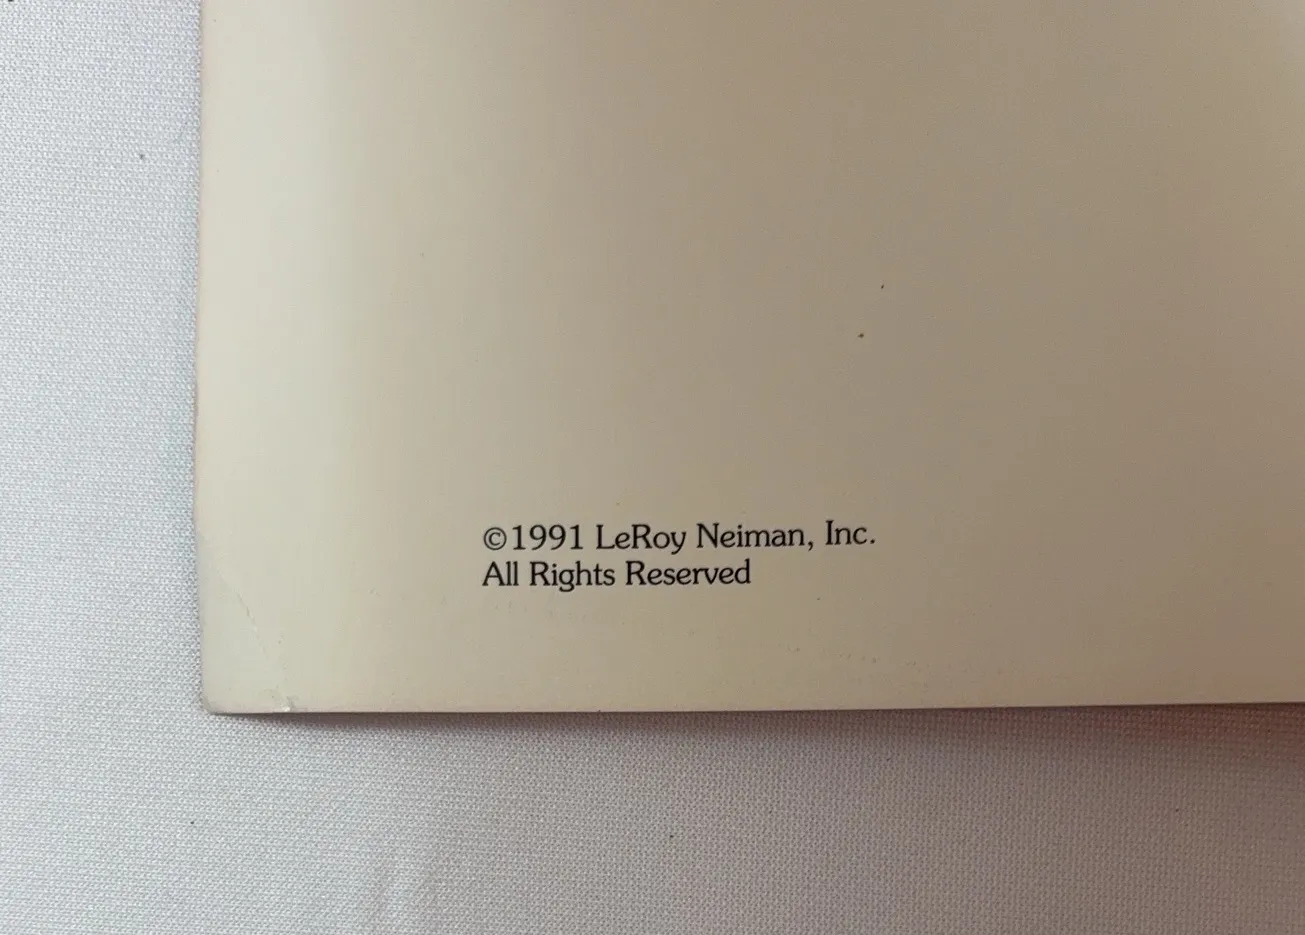 ©1991 LeRoy Neiman, Inc.
All Rights Reserved